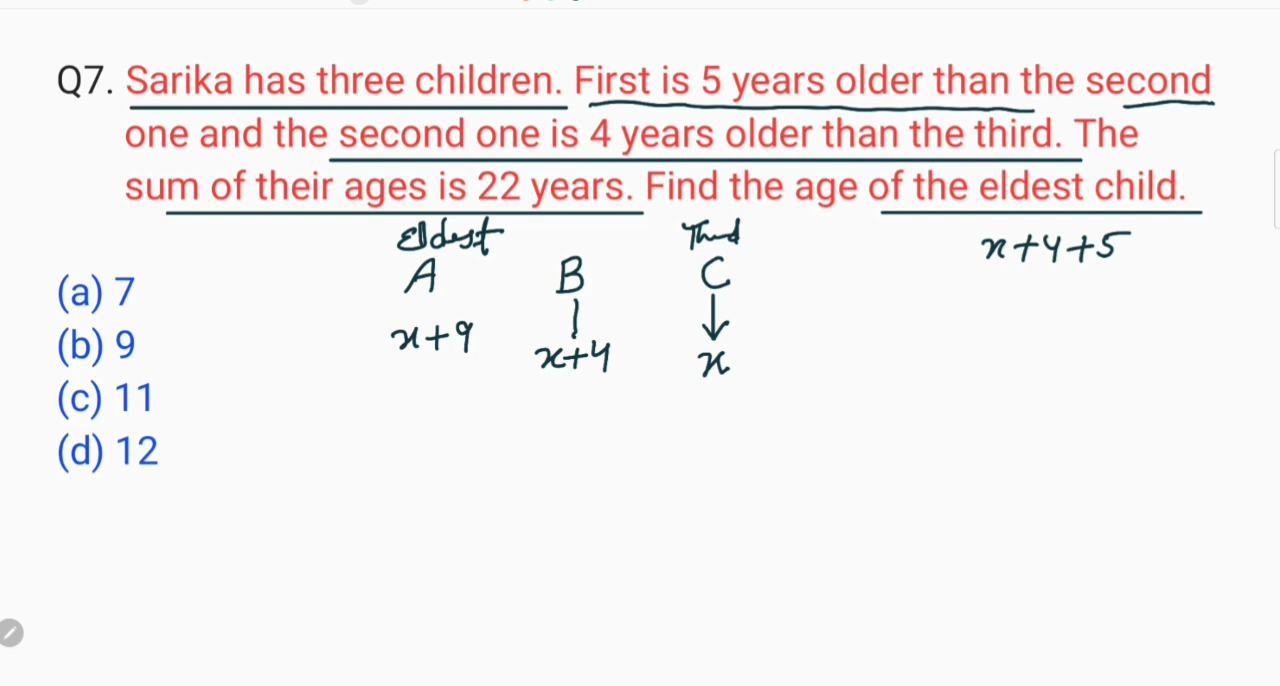 Q7. Sarika has three children. First is 5 years older than the second
one and the second one is 4 years older than the third. The
sum of their ages is 22 years. Find the age of the eldest child.
Eldest Third
x+4+5
A B C
(a) 7
x+9 x+4 x
(b) 9
(c) 11
(d) 12